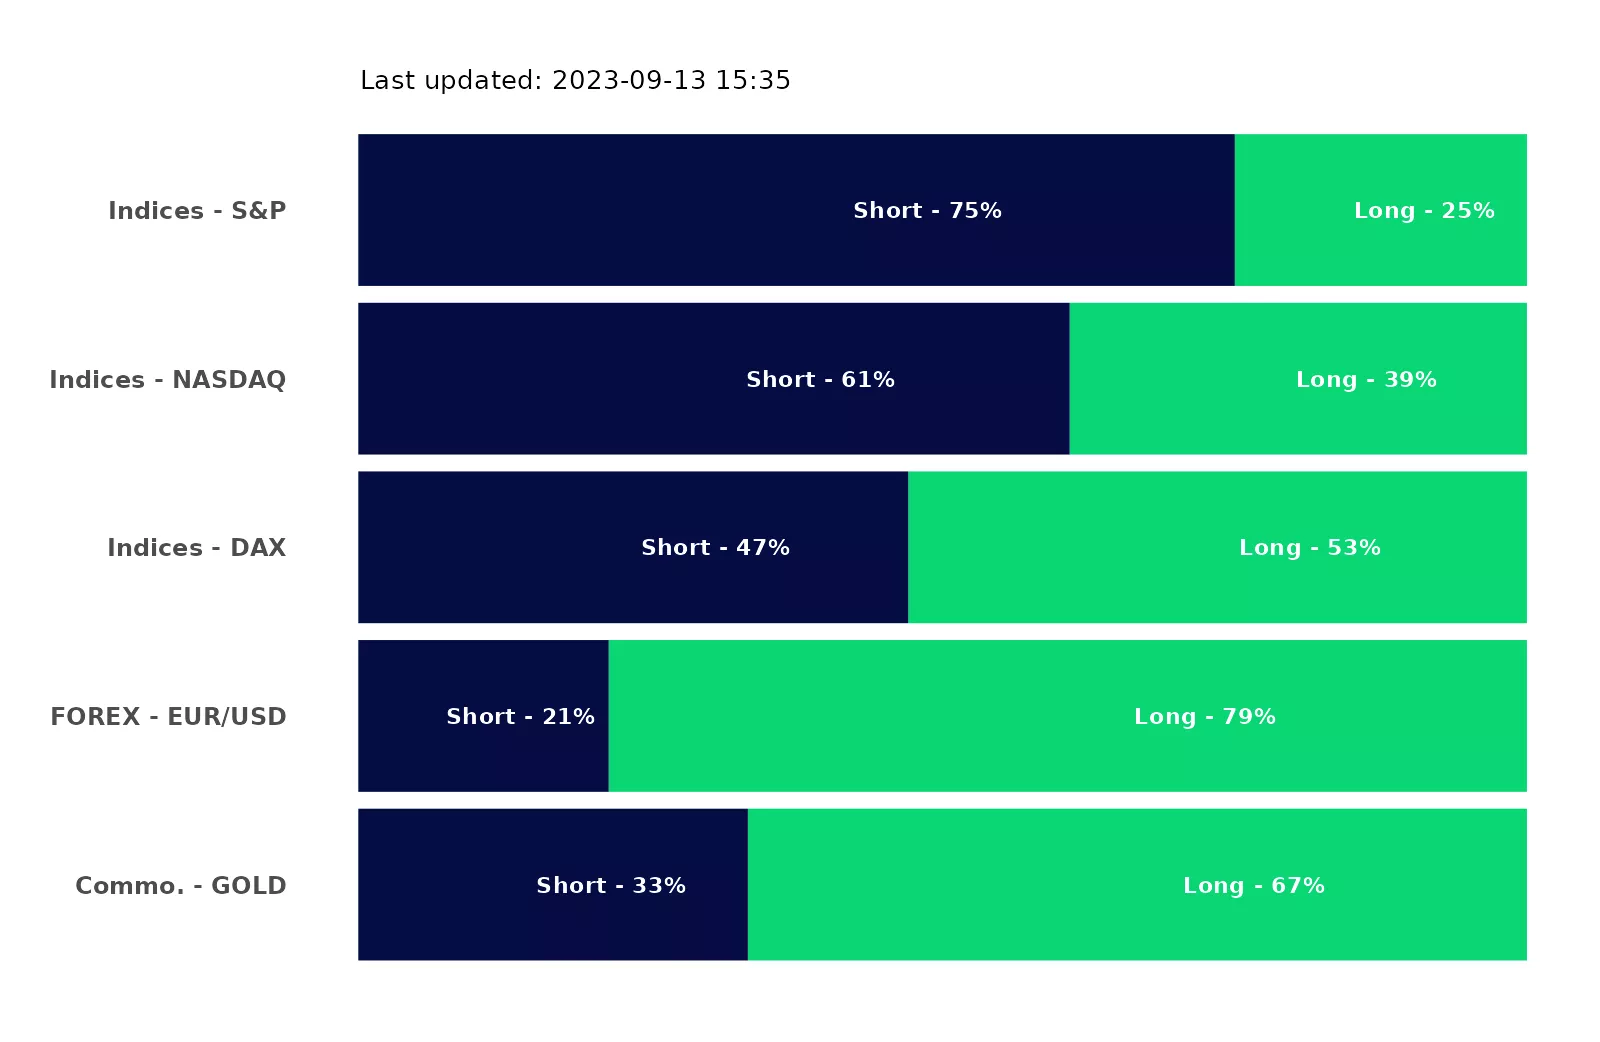 Last updated: 2023-09-13 15:35
Indices - S&P Short - 75% Long - 25%
Indices - NASDAQ Short - 61% Long - 39%
Indices - DAX Short - 47% Long - 53%
FOREX - EUR/USD Short - 21% Long - 79%
Commo. - GOLD Short - 33% Long - 67%